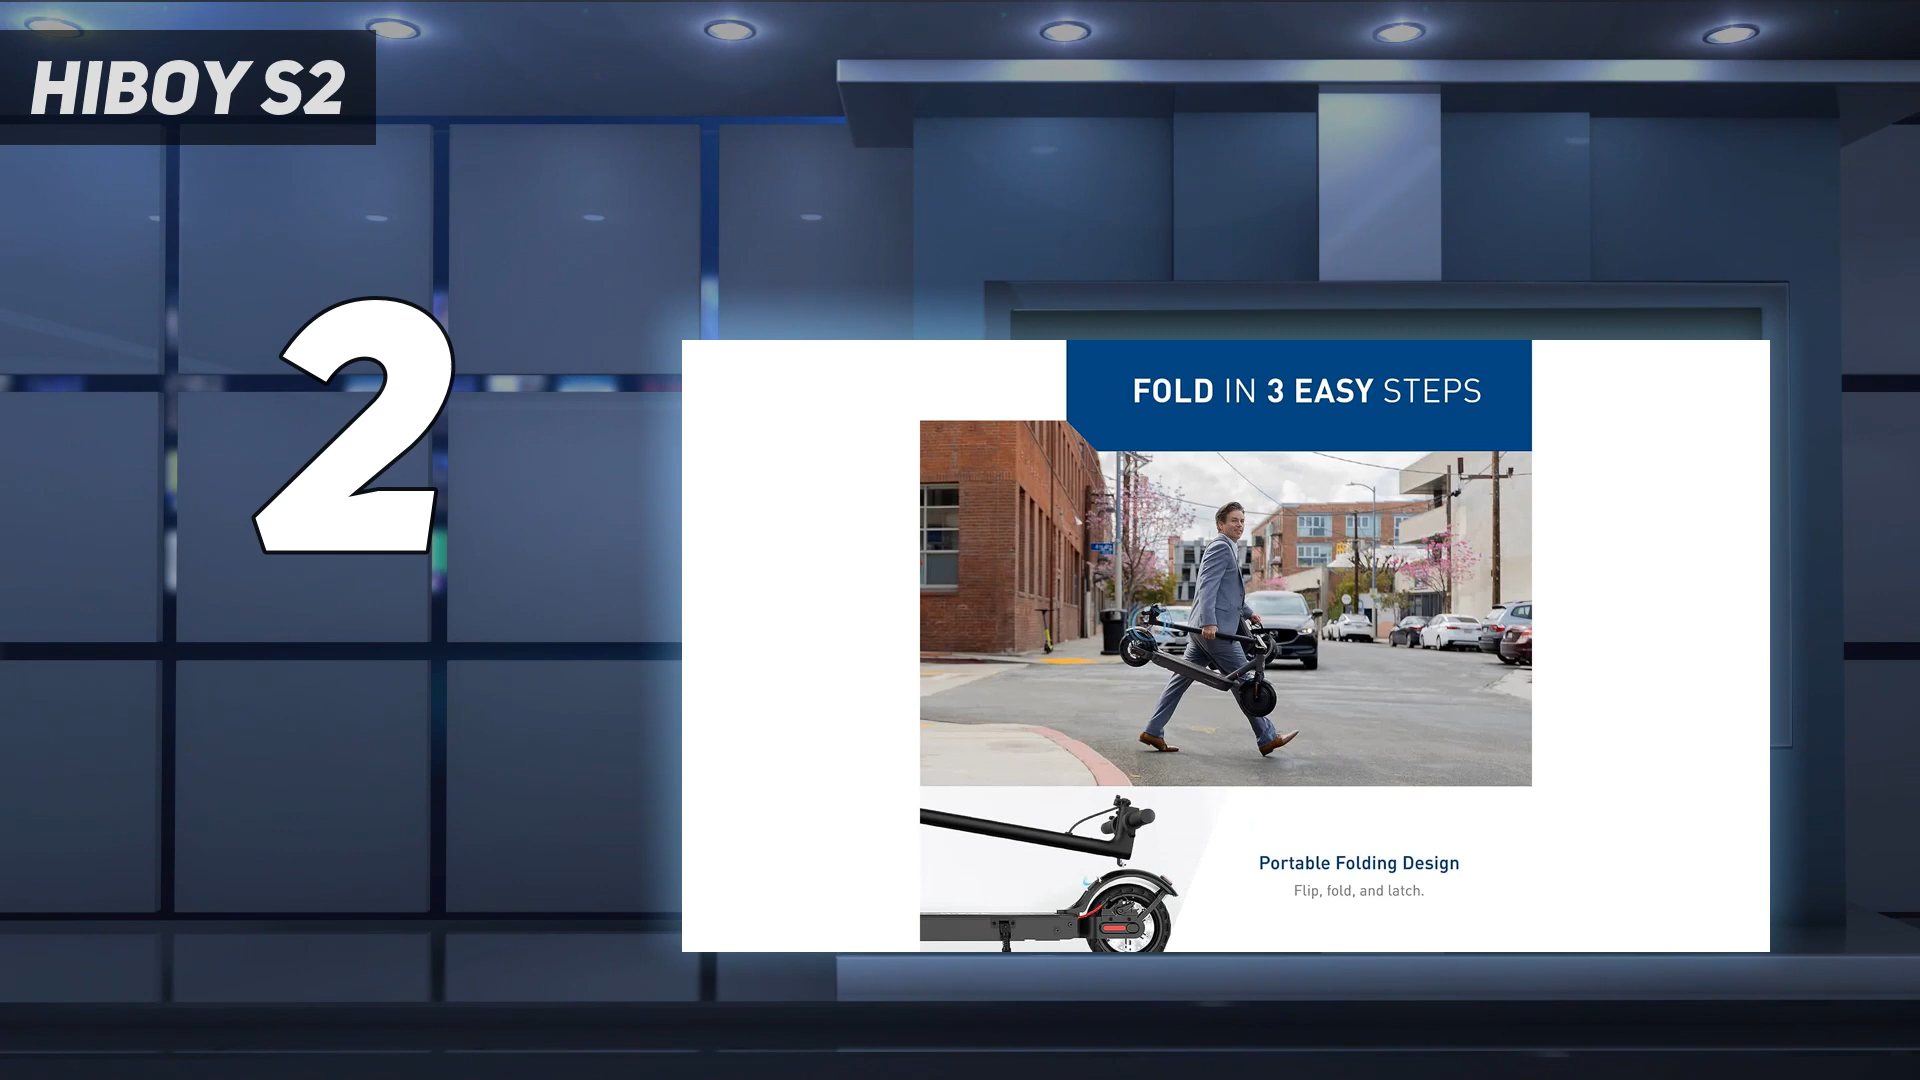 HIBOY S2
2
FOLD IN 3 EASY STEPS
Portable Folding Design
Flip, fold, and latch.